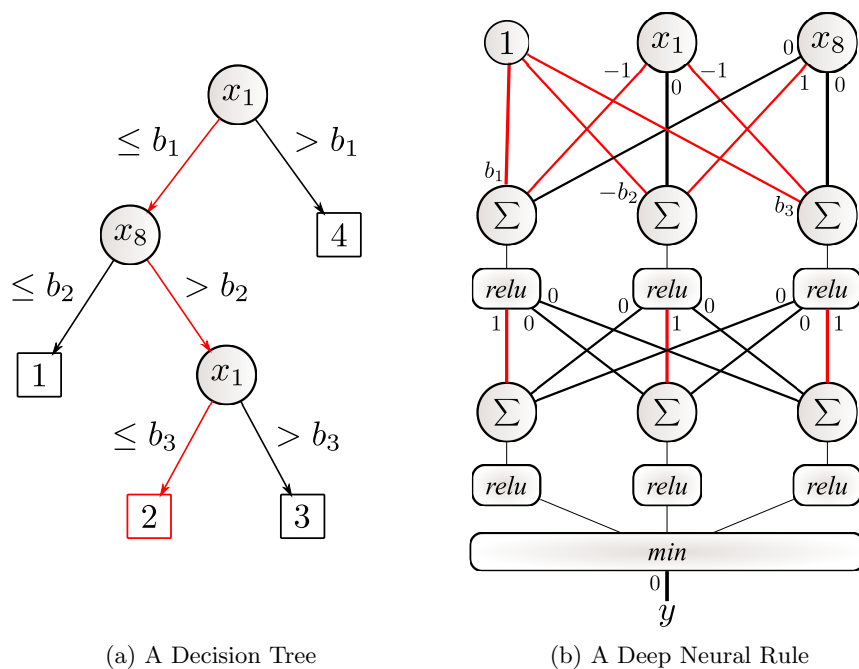 x₁
≤ b₁
> b₁
x₈
4
≤ b₂
> b₂
1
x₁
≤ b₃
> b₃
2
3
(a) A Decision Tree
1
x₁
x₈
−1
−1
0
0
1
0
b₁
−b₂
b₃
Σ
Σ
Σ
relu
relu
relu
1
0
0
0
1
0
0
0
1
Σ
Σ
Σ
relu
relu
relu
min
0
y
(b) A Deep Neural Rule